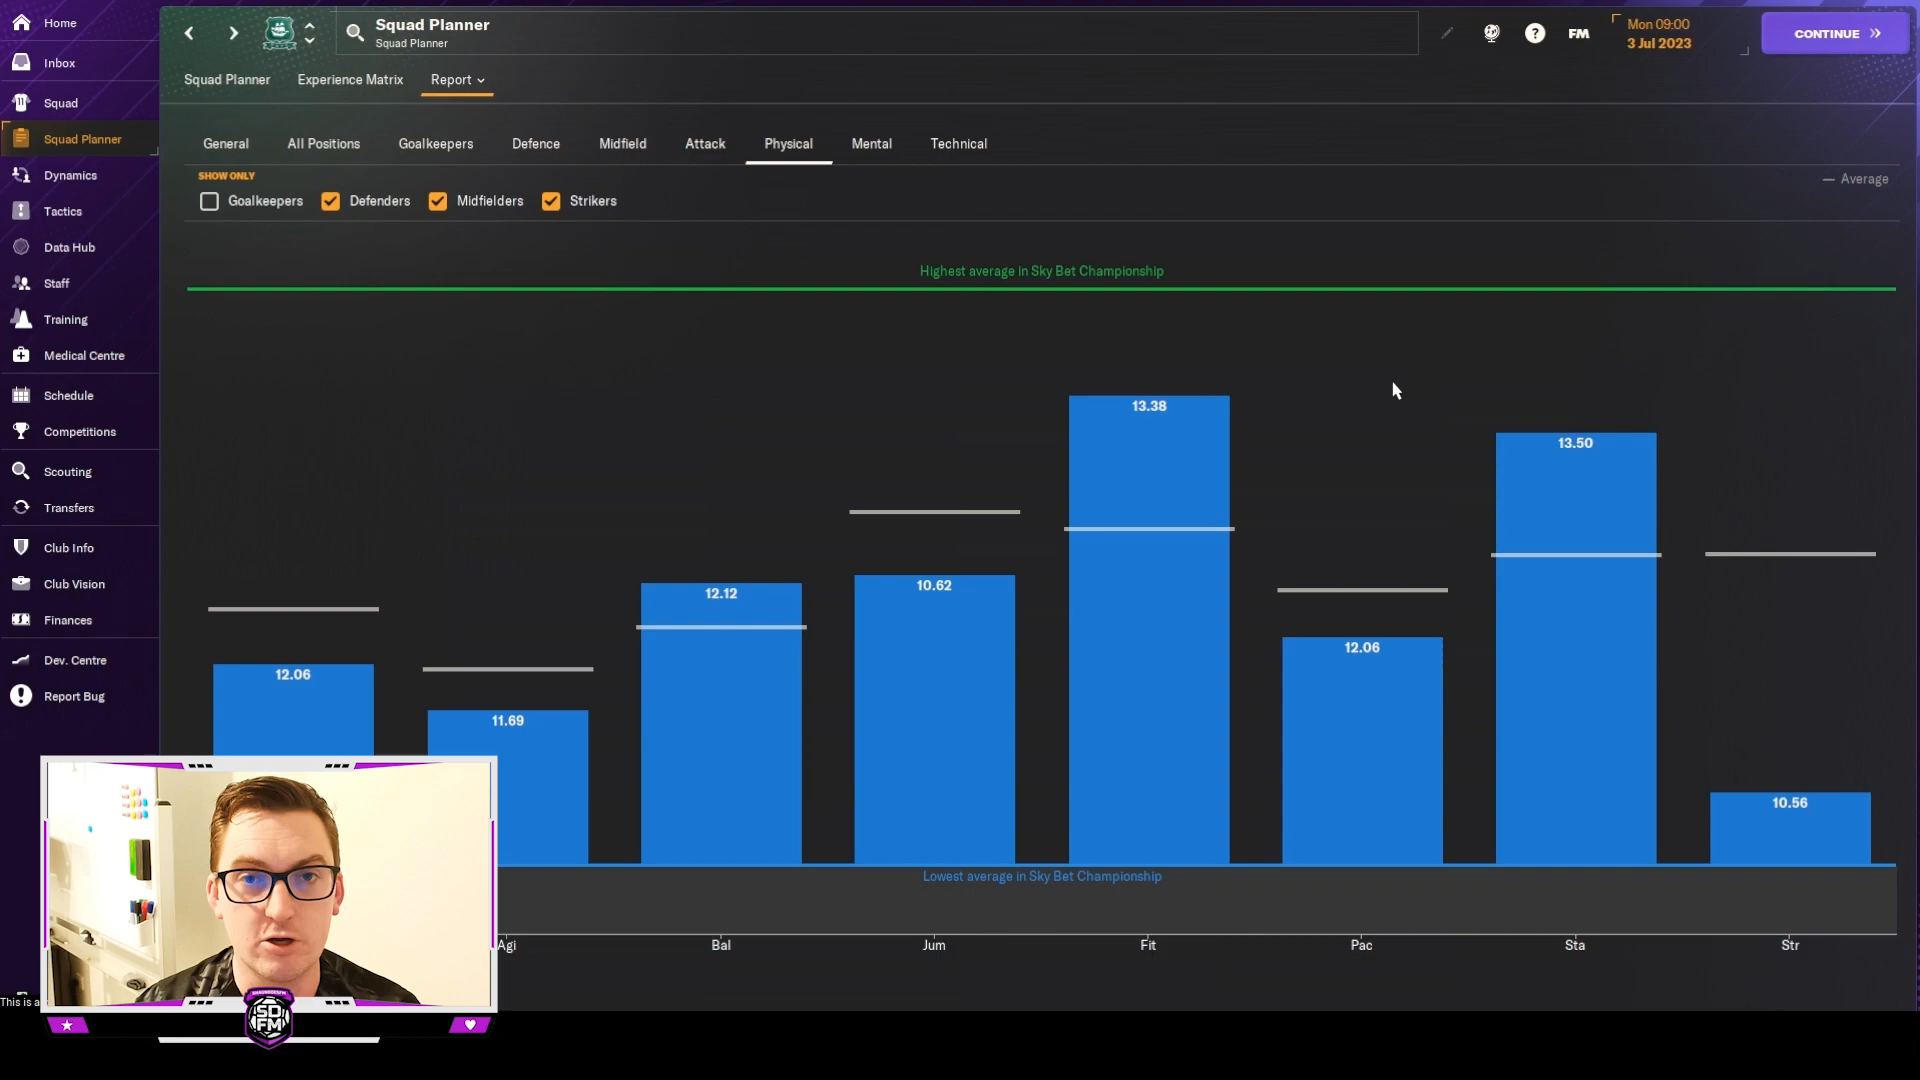 Home
Inbox
Squad
Squad Planner
Dynamics
Tactics
Data Hub
Staff
Training
Medical Centre
Schedule
Competitions
Scouting
Transfers
Club Info
Club Vision
Finances
Dev. Centre
Report Bug
Squad Planner
Squad Planner
FM
Mon 09:00
3 Jul 2023
CONTINUE
Squad Planner Experience Matrix Report
General All Positions Goalkeepers Defence Midfield Attack Physical Mental Technical
SHOW ONLY
Average
Goalkeepers Defenders Midfielders Strikers
Highest average in Sky Bet Championship
13.38
13.50
10.62
12.12
12.06
12.06
11.69
10.56
Lowest average in Sky Bet Championship
Agi Bal Jum Fit Pac Sta Str
This is a
SD
FM